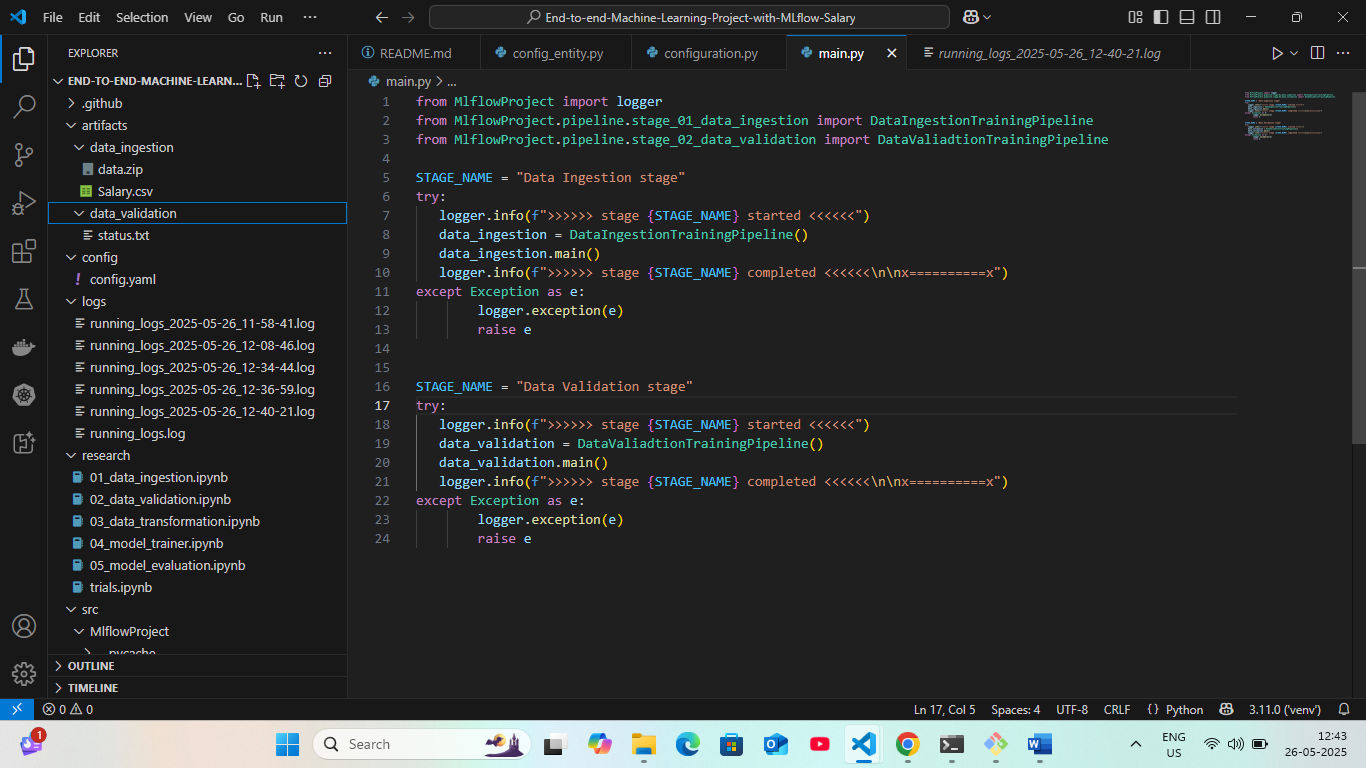 File Edit Selection View Go Run ···
End-to-end-Machine-Learning-Project-with-MLflow-Salary
EXPLORER
END-TO-END-MACHINE-LEARN...
.github
artifacts
data_ingestion
data.zip
Salary.csv
data_validation
status.txt
config
! config.yaml
logs
running_logs_2025-05-26_11-58-41.log
running_logs_2025-05-26_12-08-46.log
running_logs_2025-05-26_12-34-44.log
running_logs_2025-05-26_12-36-59.log
running_logs_2025-05-26_12-40-21.log
running_logs.log
research
01_data_ingestion.ipynb
02_data_validation.ipynb
03_data_transformation.ipynb
04_model_trainer.ipynb
05_model_evaluation.ipynb
trials.ipynb
src
MlflowProject
__pycache__
OUTLINE
TIMELINE
README.md config_entity.py configuration.py main.py running_logs_2025-05-26_12-40-21.log
main.py > ...
1 from MlflowProject import logger
2 from MlflowProject.pipeline.stage_01_data_ingestion import DataIngestionTrainingPipeline
3 from MlflowProject.pipeline.stage_02_data_validation import DataValiadtionTrainingPipeline
4
5 STAGE_NAME = "Data Ingestion stage"
6 try:
7 logger.info(f">>>>>> stage {STAGE_NAME} started <<<<<<")
8 data_ingestion = DataIngestionTrainingPipeline()
9 data_ingestion.main()
10 logger.info(f">>>>>> stage {STAGE_NAME} completed <<<<<<\n\nx==========x")
11 except Exception as e:
12 logger.exception(e)
13 raise e
14
15
16 STAGE_NAME = "Data Validation stage"
17 try:
18 logger.info(f">>>>>> stage {STAGE_NAME} started <<<<<<")
19 data_validation = DataValiadtionTrainingPipeline()
20 data_validation.main()
21 logger.info(f">>>>>> stage {STAGE_NAME} completed <<<<<<\n\nx==========x")
22 except Exception as e:
23 logger.exception(e)
24 raise e
0 0 Ln 17, Col 5 Spaces: 4 UTF-8 CRLF {} Python 3.11.0 ('venv')
1
Search
ENG
US
12:43
26-05-2025